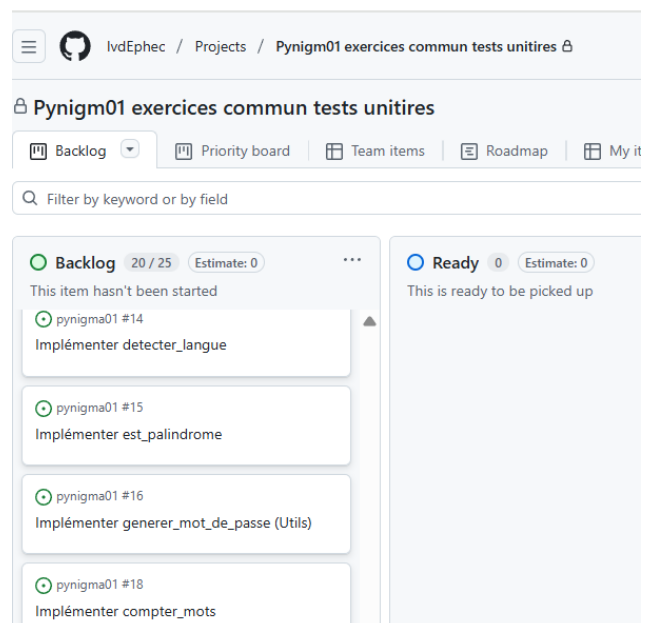 IvdEphec / Projects / Pynigm01 exercices commun tests unitires
Pynigm01 exercices commun tests unitires
Backlog Priority board Team items Roadmap My it
Filter by keyword or by field
Backlog 20 / 25 Estimate: 0 ...
This item hasn't been started
pynigma01 #14
Implémenter detecter_langue
pynigma01 #15
Implémenter est_palindrome
pynigma01 #16
Implémenter generer_mot_de_passe (Utils)
pynigma01 #18
Implémenter compter_mots
Ready 0 Estimate: 0
This is ready to be picked up